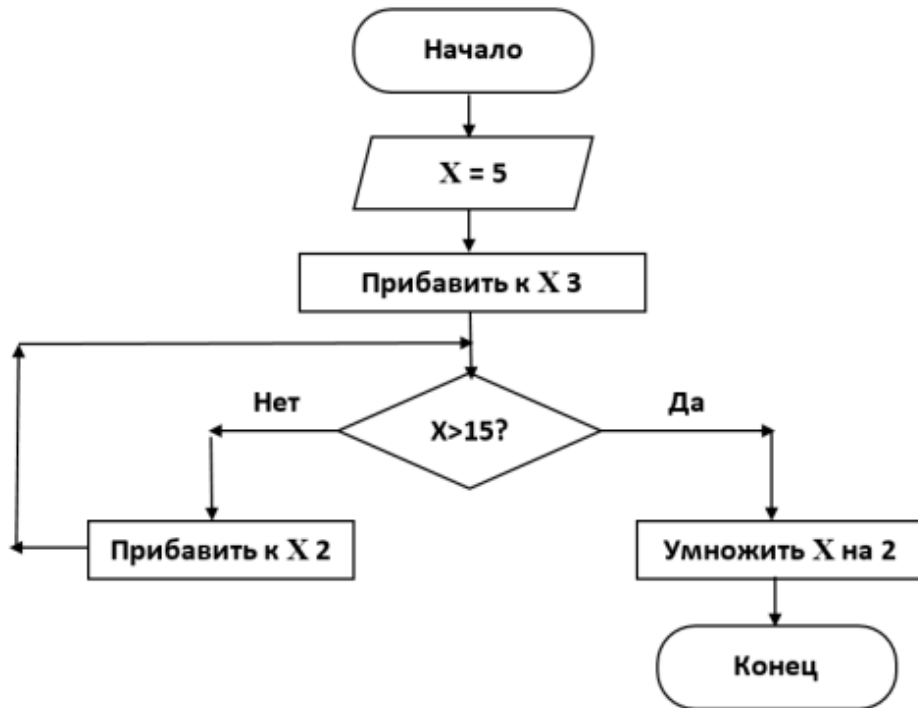 Начало
X = 5
Прибавить к X 3
Нет
Да
X>15?
Прибавить к X 2
Умножить X на 2
Конец